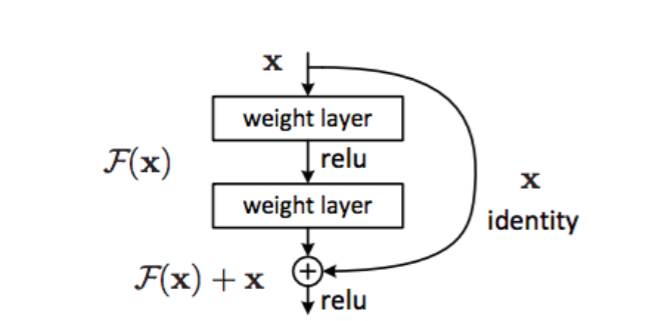 x
weight layer
relu
F(x)
x
weight layer
identity
F(x) + x
+
relu